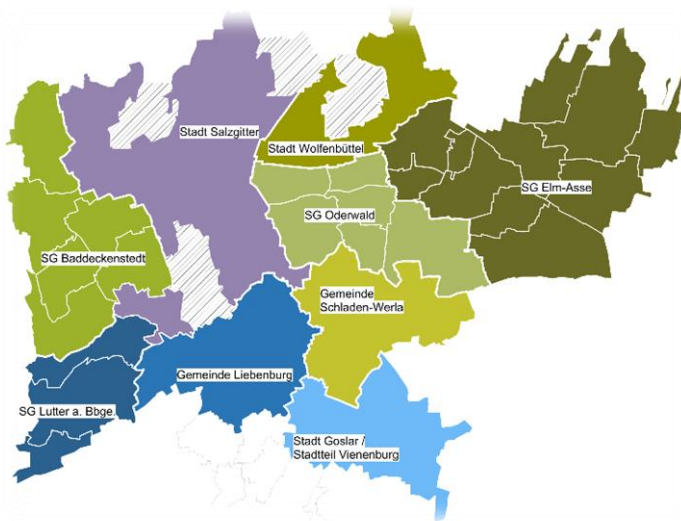 Stadt Salzgitter
Stadt Wolfenbüttel
SG Elm-Asse
SG Oderwald
SG Baddeckenstedt
Gemeinde
Schladen-Werla
Gemeinde Liebenburg
SG Lutter a. Bbge.
Stadt Goslar /
Stadtteil Vienenburg